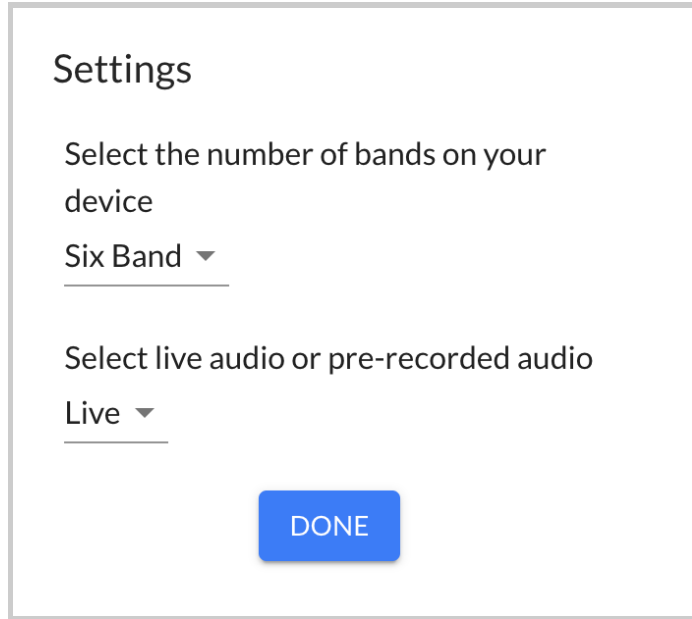 Settings
Select the number of bands on your
device
Six Band
Select live audio or pre-recorded audio
Live
DONE